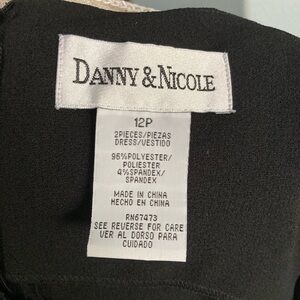 DANNY & NICOLE
12P
2PIECES/PIEZAS
DRESS/VESTIDO
96%POLYESTER/
POLIESTER
4%SPANDEX/
SPANDEX
MADE IN CHINA
HECHO EN CHINA
RN67473
SEE REVERSE FOR CARE
VER AL DORSO PARA
CUIDADO